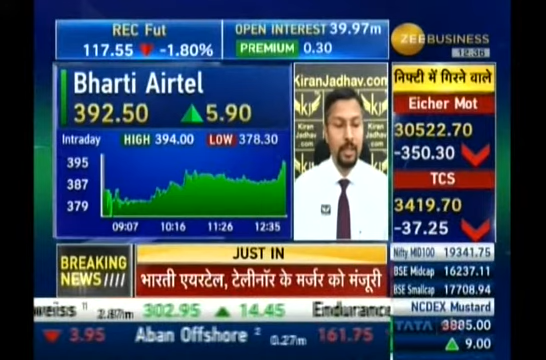 REC Fut
117.55 -1.80%
OPEN INTEREST 39.97m
PREMIUM 0.30
ZEE BUSINESS
12:36
Bharti Airtel
392.50 5.90
Intraday HIGH 394.00 LOW 378.30
395
387
379
09:07 10:16 11:26 12:35
KiranJadhav.com
निफ्टी में गिरने वाले
Eicher Mot
30522.70
-350.30
TCS
3419.70
-37.25
BREAKING NEWS
JUST IN
भारती एयरटेल, टेलीनॉर के मर्जर को मंजूरी
Nifty MID100 19341.75
BSE Midcap 16237.11
BSE Smallcap 17708.94
NCDEX Mustard
3885.00
9.00
302.95 14.45 Endurance
3.95 Aban Offshore 2 0.27m 161.75 TATA